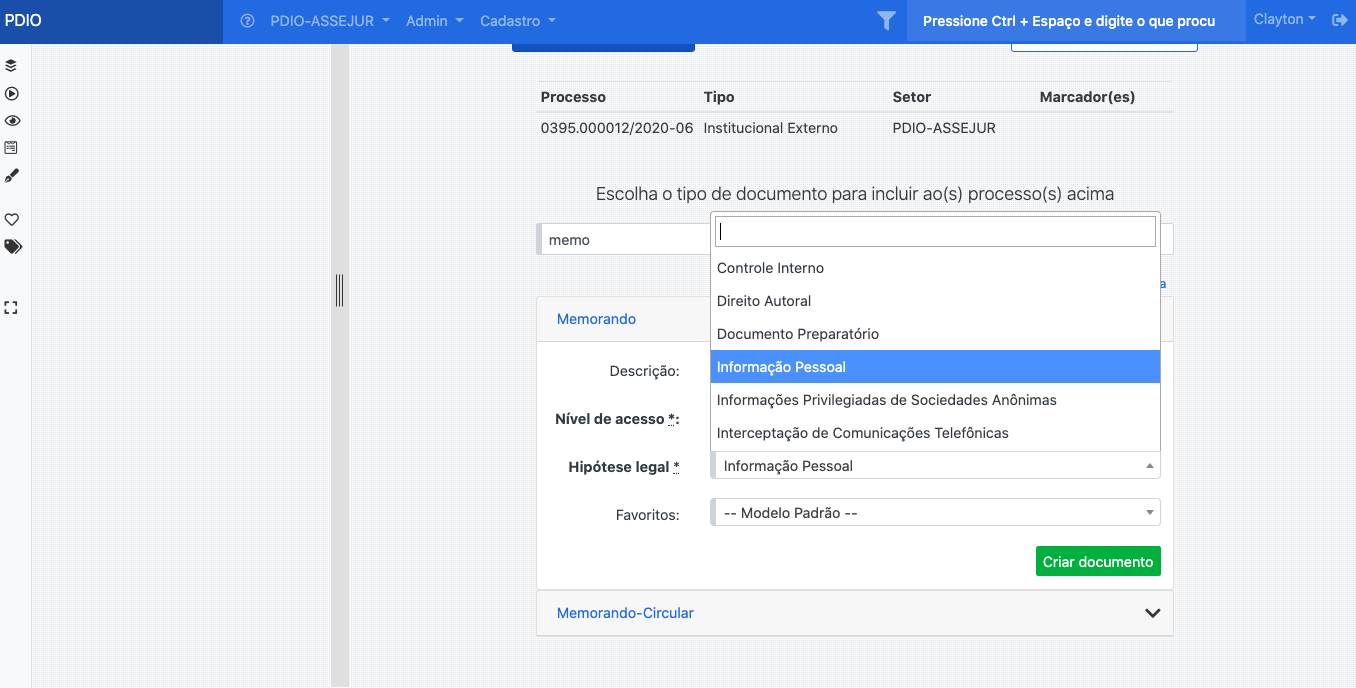 PDIO
PDIO-ASSEJUR
Admin
Cadastro
Pressione Ctrl + Espaço e digite o que procu
Clayton
Processo Tipo Setor Marcador(es)
0395.000012/2020-06 Institucional Externo PDIO-ASSEJUR
Escolha o tipo de documento para incluir ao(s) processo(s) acima
memo
a
Controle Interno
Direito Autoral
Documento Preparatório
Informação Pessoal
Informações Privilegiadas de Sociedades Anônimas
Interceptação de Comunicações Telefônicas
Memorando
Descrição:
Nível de acesso *:
Hipótese legal * Informação Pessoal
Favoritos: -- Modelo Padrão --
Criar documento
Memorando-Circular